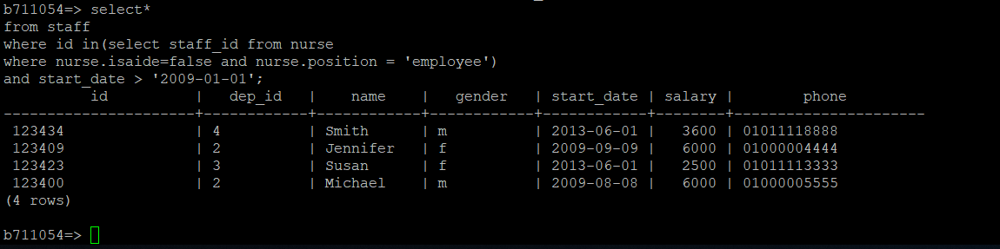 b711054=> select*
from staff
where id in(select staff_id from nurse
where nurse.isaide=false and nurse.position = 'employee')
and start_date > '2009-01-01';
          id          |   dep_id   |    name    |   gender   | start_date | salary |        phone
----------------------+------------+------------+------------+------------+--------+----------------------
 123434               | 4          | Smith      | m          | 2013-06-01 |   3600 | 01011118888
 123409               | 2          | Jennifer   | f          | 2009-09-09 |   6000 | 01000004444
 123423               | 3          | Susan      | f          | 2013-06-01 |   2500 | 01011113333
 123400               | 2          | Michael    | m          | 2009-08-08 |   6000 | 01000005555
(4 rows)
b711054=>